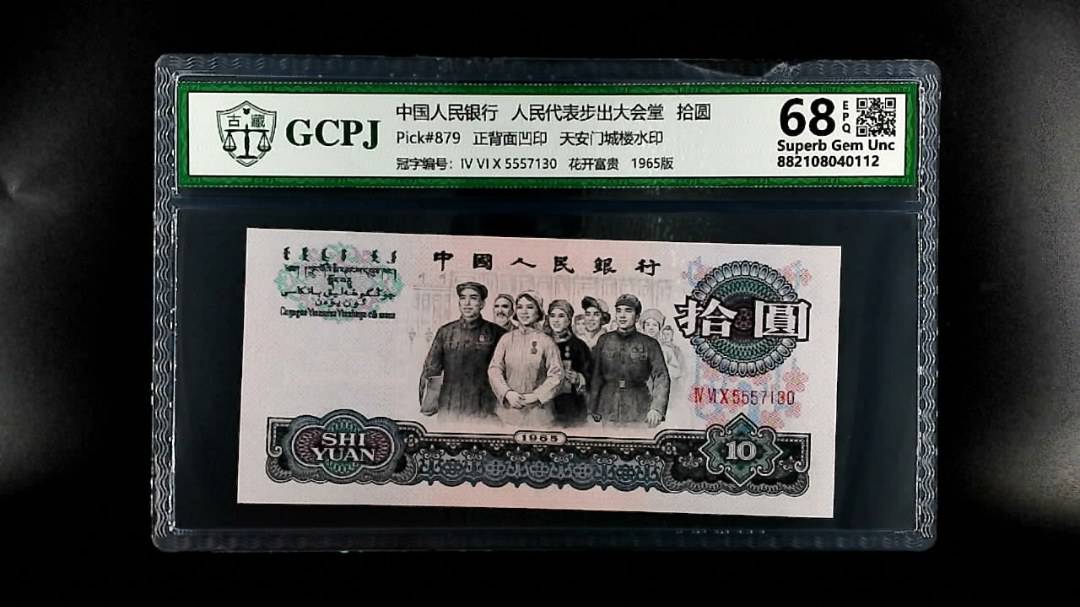 古藏
GCPJ
中国人民银行 人民代表步出大会堂 拾圆
Pick#879 正背面凹印 天安门城楼水印
冠字编号：IV VI X 5557130 花开富贵 1965版
68 EPQ
Superb Gem Unc
882108040112
中國人民銀行
拾圓
IV VI X 5557130
1965
SHI
YUAN
10